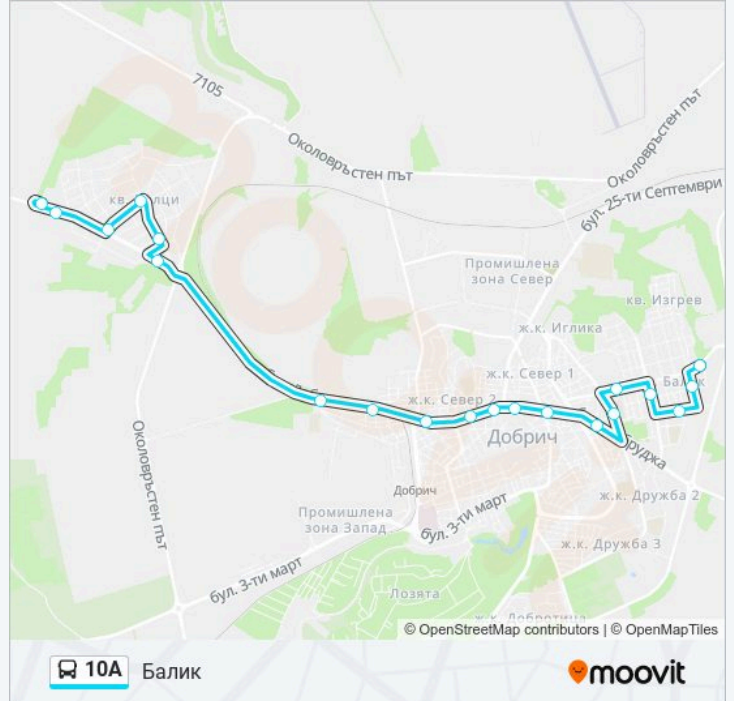 7105
Околовръстен път
Околовръстен път
бул. 25-ти Септември
кв.
Промишлена
зона Север
кв. Изгрев
ж.к. Иглика
ж.к. Север 1
ж.к. Север 2
Добрич
Околовръстен път
Добрич
Промишлена
зона Запад
бул. 3-ти март
ж.к. Дружба 2
ж.к. Дружба 3
бул. 3-ти март
Лозята
ж.к. Добротица
© OpenStreetMap contributors | © OpenMapTiles
10A Балик
moovit